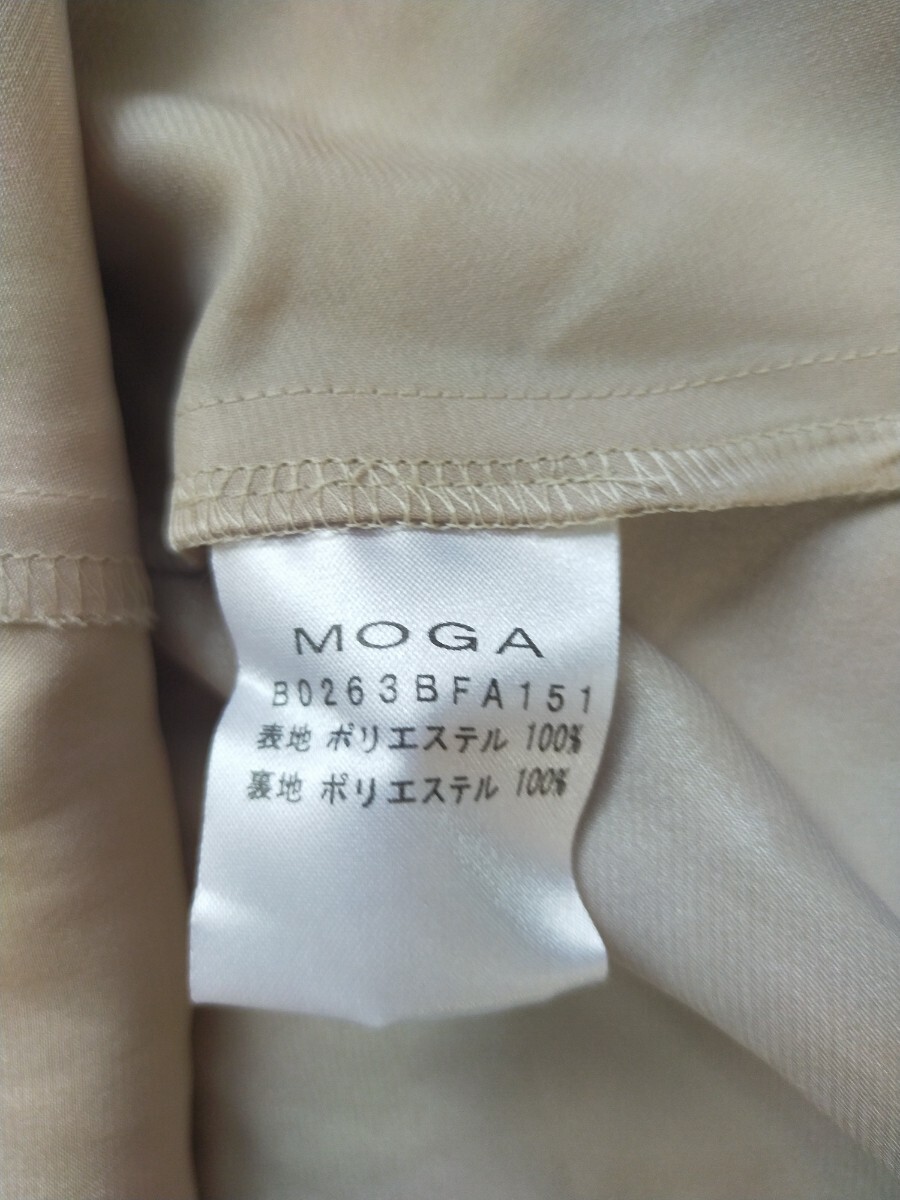 MOGA
B0263BFA151
表地 ポリエステル 100%
裏地 ポリエステル 100%